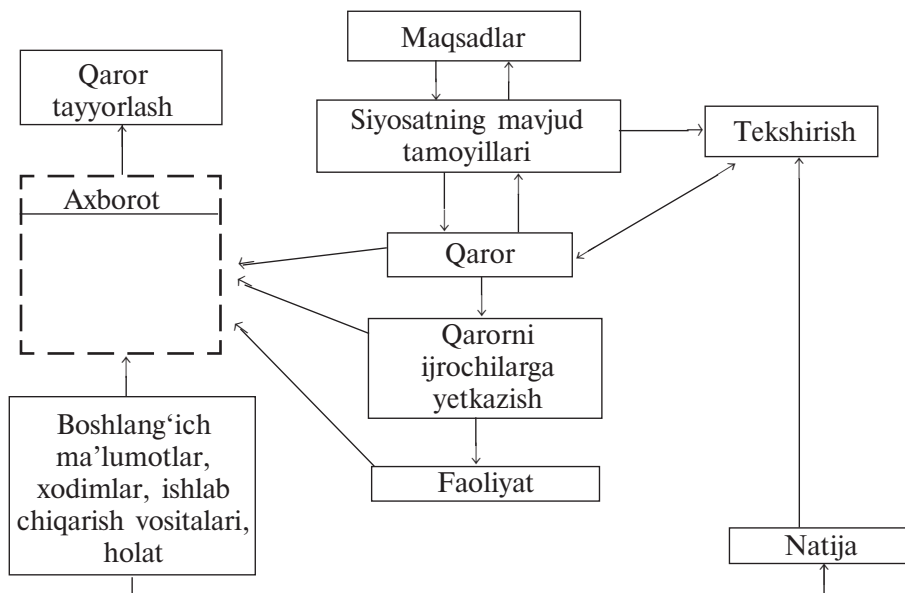 Maqsadlar
Qaror
tayyorlash
Siyosatning mavjud
tamoyillari
Tekshirish
Axborot
Qaror
Qarorni
ijrochilarga
yetkazish
Boshlang‘ich
ma’lumotlar,
xodimlar, ishlab
chiqarish vositalari,
holat
Faoliyat
Natija